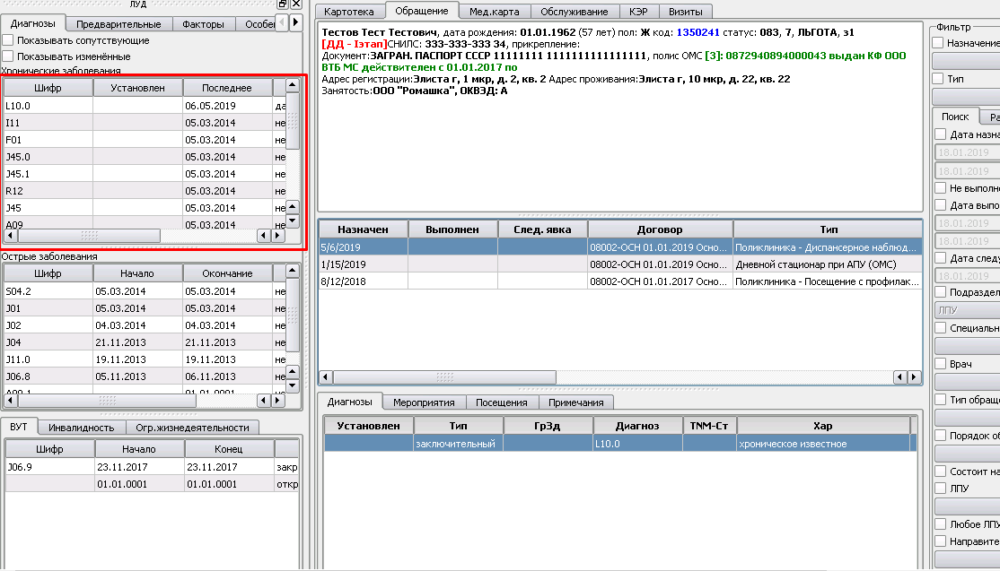 ЛУД
Диагнозы Предварительные Факторы Особе
Показывать сопутствующие
Показывать изменённые
Хронические заболевания
Шифр Установлен Последнее
L10.0 06.05.2019 да
I11 05.03.2014 не
F01 05.03.2014 не
J45.0 05.03.2014 не
J45.1 05.03.2014 не
R12 05.03.2014 не
J45 05.03.2014 не
A09 05.03.2014 не
Острые заболевания
Шифр Начало Окончание
S04.2 05.03.2014 05.03.2014 не
J01 05.03.2014 05.03.2014 не
J02 04.03.2014 04.03.2014 не
J04 21.11.2013 21.11.2013 не
J11.0 19.11.2013 19.11.2013 не
J06.8 05.11.2013 06.11.2013 не
A09.1 01.01.0001
ВУТ Инвалидность Огр.жизнедеятельности
Шифр Начало Конец
J06.9 23.11.2017 23.11.2017 закр
01.01.0001 01.01.0001 откр
Картотека Обращение Мед.карта Обслуживание КЭР Визиты
Тестов Тест Тестович, дата рождения: 01.01.1962 (57 лет) пол: Ж код: 1350241 статус: 083, 7, ЛЬГОТА, з1
[ДД - Iэтап]СНИЛС: 333-333-333 34, прикрепление:
Документ:ЗАГРАН. ПАСПОРТ СССР 11111111 1111111111111111111, полис ОМС [3]: 0872940894000043 выдан КФ ООО
ВТБ МС действителен с 01.01.2017 по
Адрес регистрации:Элиста г, 1 мкр, д. 2, кв. 2 Адрес проживания:Элиста г, 10 мкр, д. 22, кв. 22
Занятость:ООО "Ромашка", ОКВЭД: А
Назначен Выполнен След. явка Договор Тип
5/6/2019 08002-ОСН 01.01.2019 Осно... Поликлиника - Диспансерное наблюд...
1/15/2019 08002-ОСН 01.01.2019 Осно... Дневной стационар при АПУ (ОМС)
8/12/2018 08002-ОСН 01.01.2017 Осно... Поликлиника - Посещение с профилак...
Диагнозы Мероприятия Посещения Примечания
Установлен Тип ГрЗд Диагноз TNM-Ст Хар
заключительный L10.0 хроническое известное
Фильтр
Назначение
Тип
Поиск Ра
Дата назна
18.01.2019
18.01.2019
Не выполне
Дата выпо
18.01.2019
18.01.2019
Дата следу
18.01.2019
Подраздел
ЛПУ
Специальн
Врач
Тип обраще
Порядок об
Состоит на
ЛПУ
Любое ЛПУ
Направите